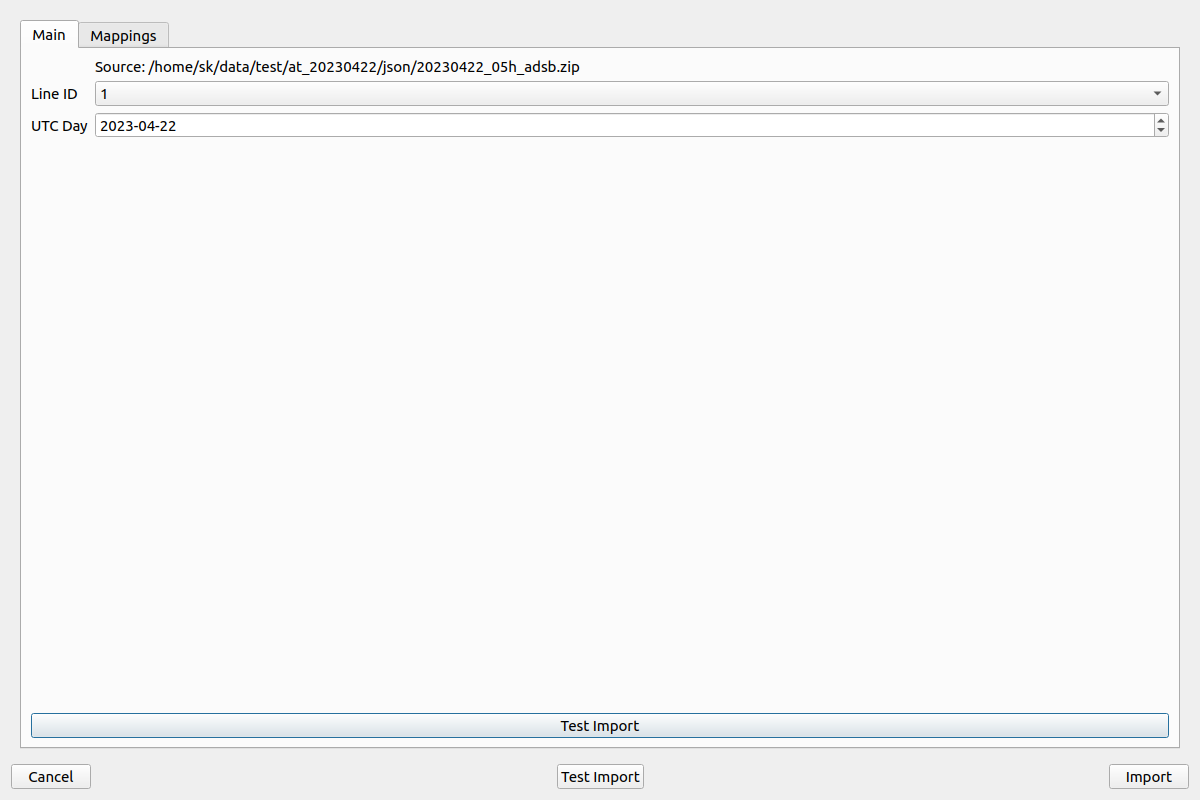 Main Mappings
Source: /home/sk/data/test/at_20230422/json/20230422_05h_adsb.zip
Line ID 1
UTC Day 2023-04-22
Test Import
Cancel Test Import Import